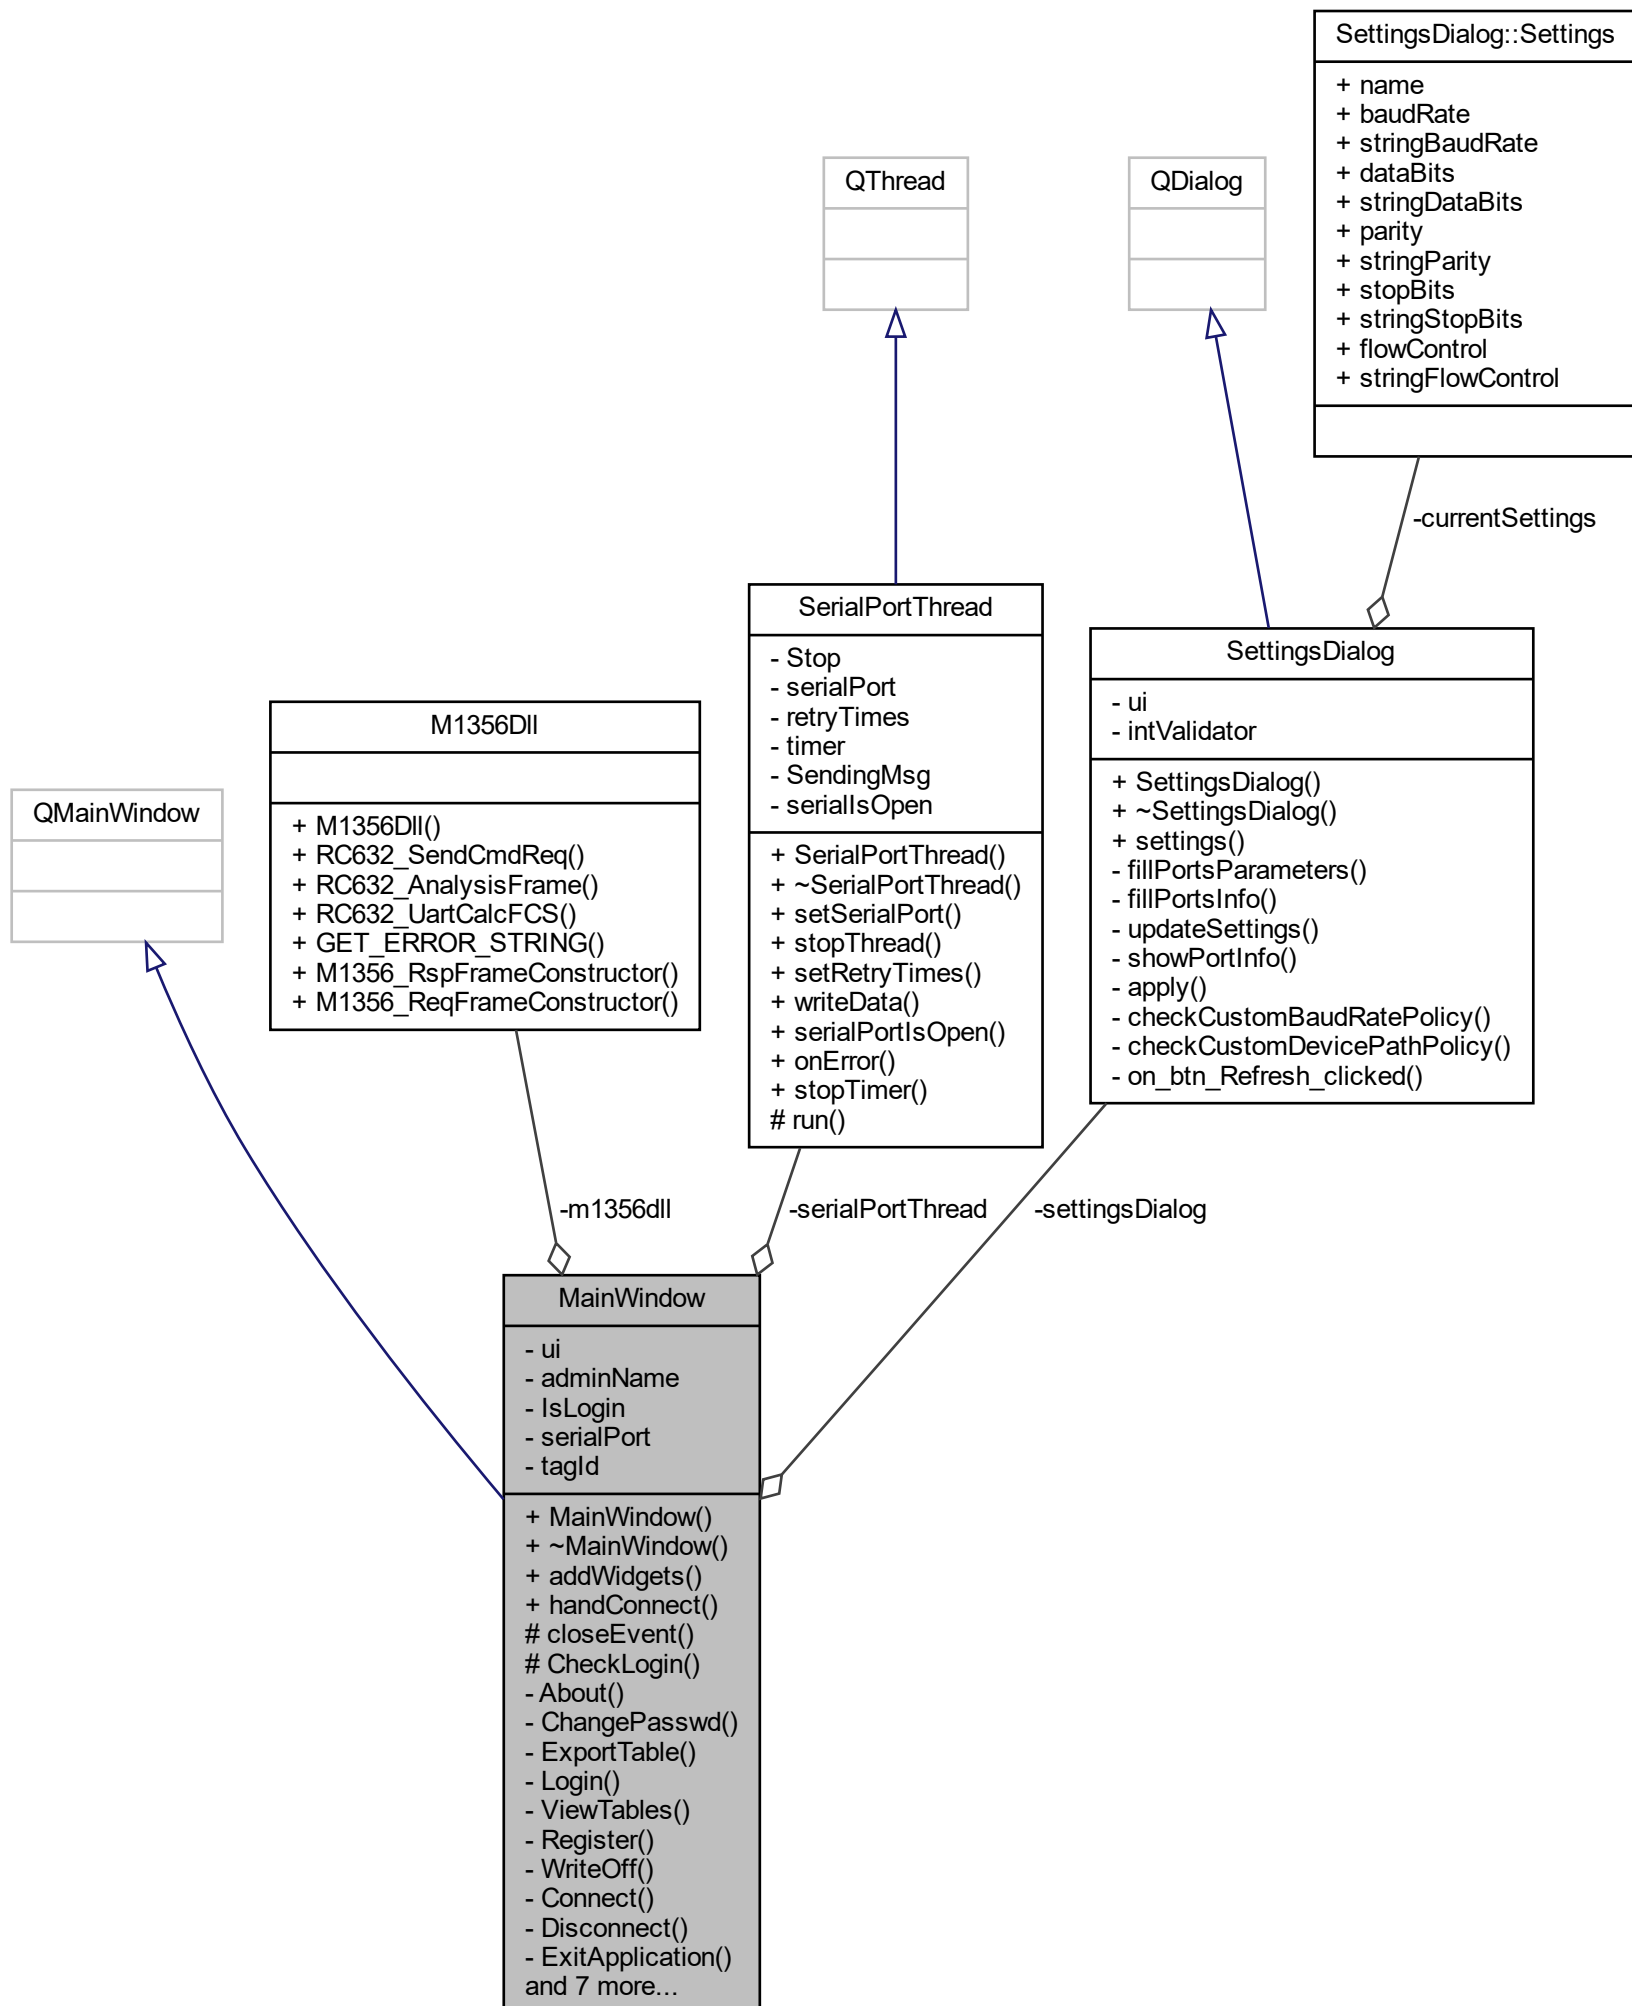 SettingsDialog::Settings
+ name
+ baudRate
+ stringBaudRate
+ dataBits
+ stringDataBits
+ parity
+ stringParity
+ stopBits
+ stringStopBits
+ flowControl
+ stringFlowControl
QThread
QDialog
-currentSettings
SerialPortThread
- Stop
- serialPort
- retryTimes
- timer
- SendingMsg
- serialIsOpen
+ SerialPortThread()
+ ~SerialPortThread()
+ setSerialPort()
+ stopThread()
+ setRetryTimes()
+ writeData()
+ serialPortIsOpen()
+ onError()
+ stopTimer()
# run()
SettingsDialog
- ui
- intValidator
+ SettingsDialog()
+ ~SettingsDialog()
+ settings()
- fillPortsParameters()
- fillPortsInfo()
- updateSettings()
- showPortInfo()
- apply()
- checkCustomBaudRatePolicy()
- checkCustomDevicePathPolicy()
- on_btn_Refresh_clicked()
M1356Dll
+ M1356Dll()
+ RC632_SendCmdReq()
+ RC632_AnalysisFrame()
+ RC632_UartCalcFCS()
+ GET_ERROR_STRING()
+ M1356_RspFrameConstructor()
+ M1356_ReqFrameConstructor()
QMainWindow
-m1356dll
-serialPortThread
-settingsDialog
MainWindow
- ui
- adminName
- IsLogin
- serialPort
- tagId
+ MainWindow()
+ ~MainWindow()
+ addWidgets()
+ handConnect()
# closeEvent()
# CheckLogin()
- About()
- ChangePasswd()
- ExportTable()
- Login()
- ViewTables()
- Register()
- WriteOff()
- Connect()
- Disconnect()
- ExitApplication()
and 7 more...